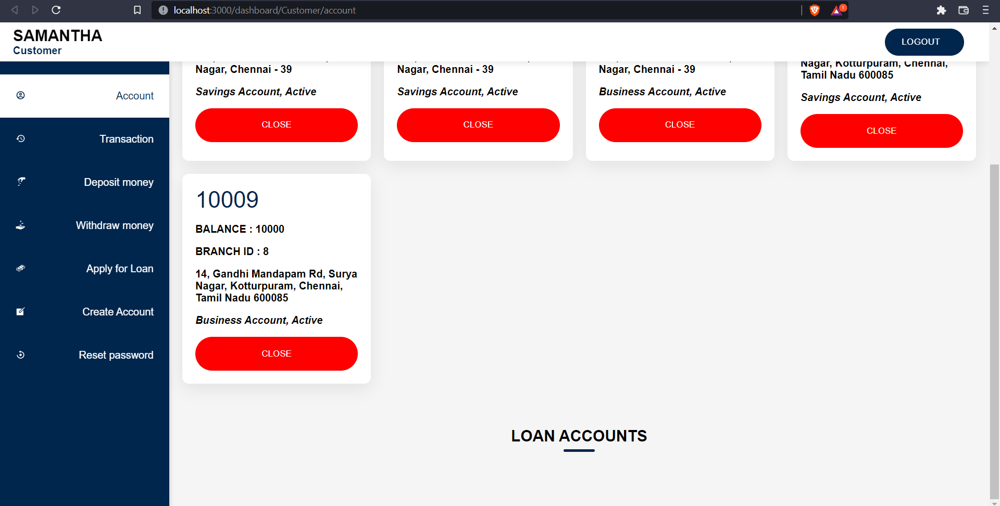 localhost:3000/dashboard/Customer/account
1
SAMANTHA
Customer
LOGOUT
Account
Transaction
Deposit money
Withdraw money
Apply for Loan
Create Account
Reset password
Nagar, Chennai - 39
Savings Account, Active
CLOSE
Nagar, Chennai - 39
Savings Account, Active
CLOSE
Nagar, Chennai - 39
Business Account, Active
CLOSE
Nagar, Kotturpuram, Chennai,
Tamil Nadu 600085
Savings Account, Active
CLOSE
10009
BALANCE : 10000
BRANCH ID : 8
14, Gandhi Mandapam Rd, Surya
Nagar, Kotturpuram, Chennai,
Tamil Nadu 600085
Business Account, Active
CLOSE
LOAN ACCOUNTS